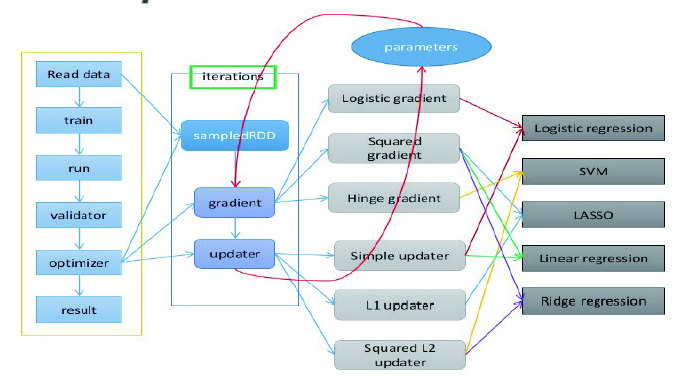 parameters
Read data
train
run
validator
optimizer
result
iterations
sampledRDD
gradient
updater
Logistic gradient
Squared
gradient
Hinge gradient
Simple updater
L1 updater
Squared L2
updater
Logistic regression
SVM
LASSO
Linear regression
Ridge regression